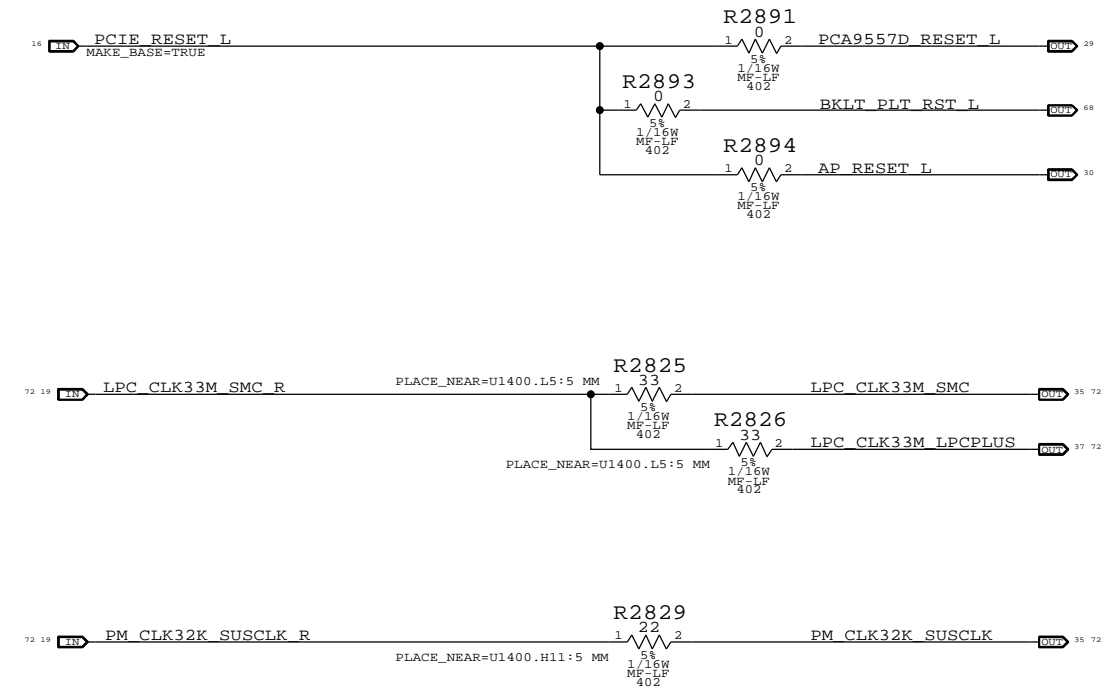 R2891
16 IN PCIE_RESET_L 1 0 2 PCA9557D_RESET_L OUT 29
MAKE_BASE=TRUE
5%
1/16W
MF-LF
402
R2893
1 0 2 BKLT_PLT_RST_L OUT 68
5%
1/16W
MF-LF
402
R2894
1 0 2 AP_RESET_L OUT 30
5%
1/16W
MF-LF
402
R2825
72 19 IN LPC_CLK33M_SMC_R PLACE_NEAR=U1400.L5:5 MM 1 33 2 LPC_CLK33M_SMC OUT 35 72
5%
1/16W
MF-LF
402
R2826
1 33 2 LPC_CLK33M_LPCPLUS OUT 37 72
PLACE_NEAR=U1400.L5:5 MM
5%
1/16W
MF-LF
402
R2829
72 19 IN PM_CLK32K_SUSCLK_R 1 22 2 PM_CLK32K_SUSCLK OUT 35 72
PLACE_NEAR=U1400.H11:5 MM
5%
1/16W
MF-LF
402